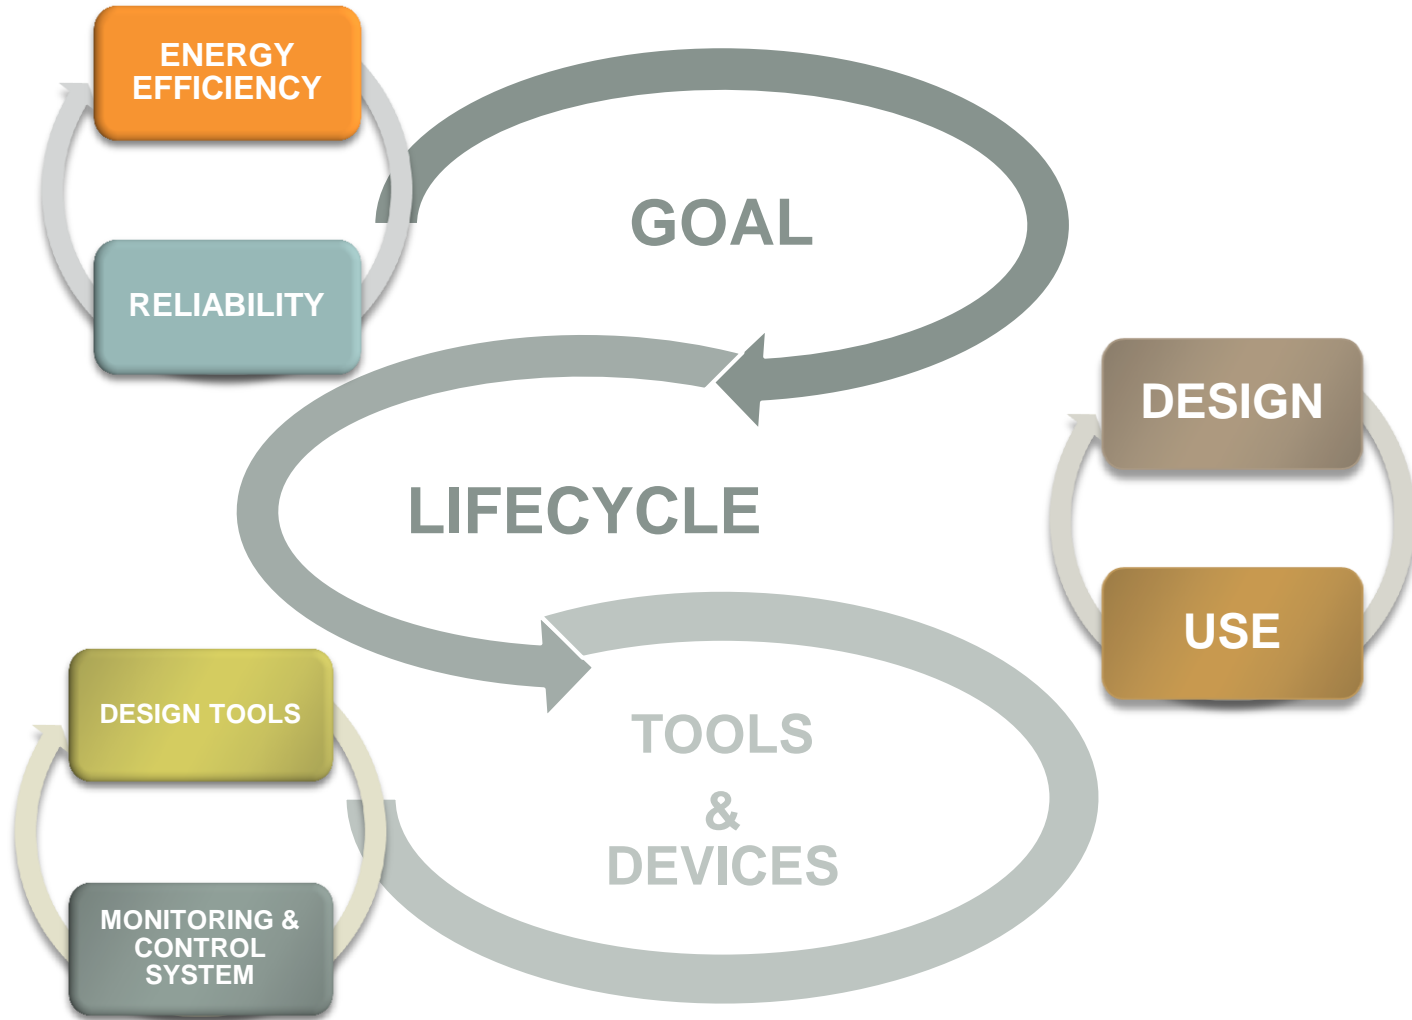 ENERGY
EFFICIENCY
RELIABILITY
GOAL
LIFECYCLE
DESIGN
USE
DESIGN TOOLS
MONITORING &
CONTROL
SYSTEM
TOOLS
&
DEVICES